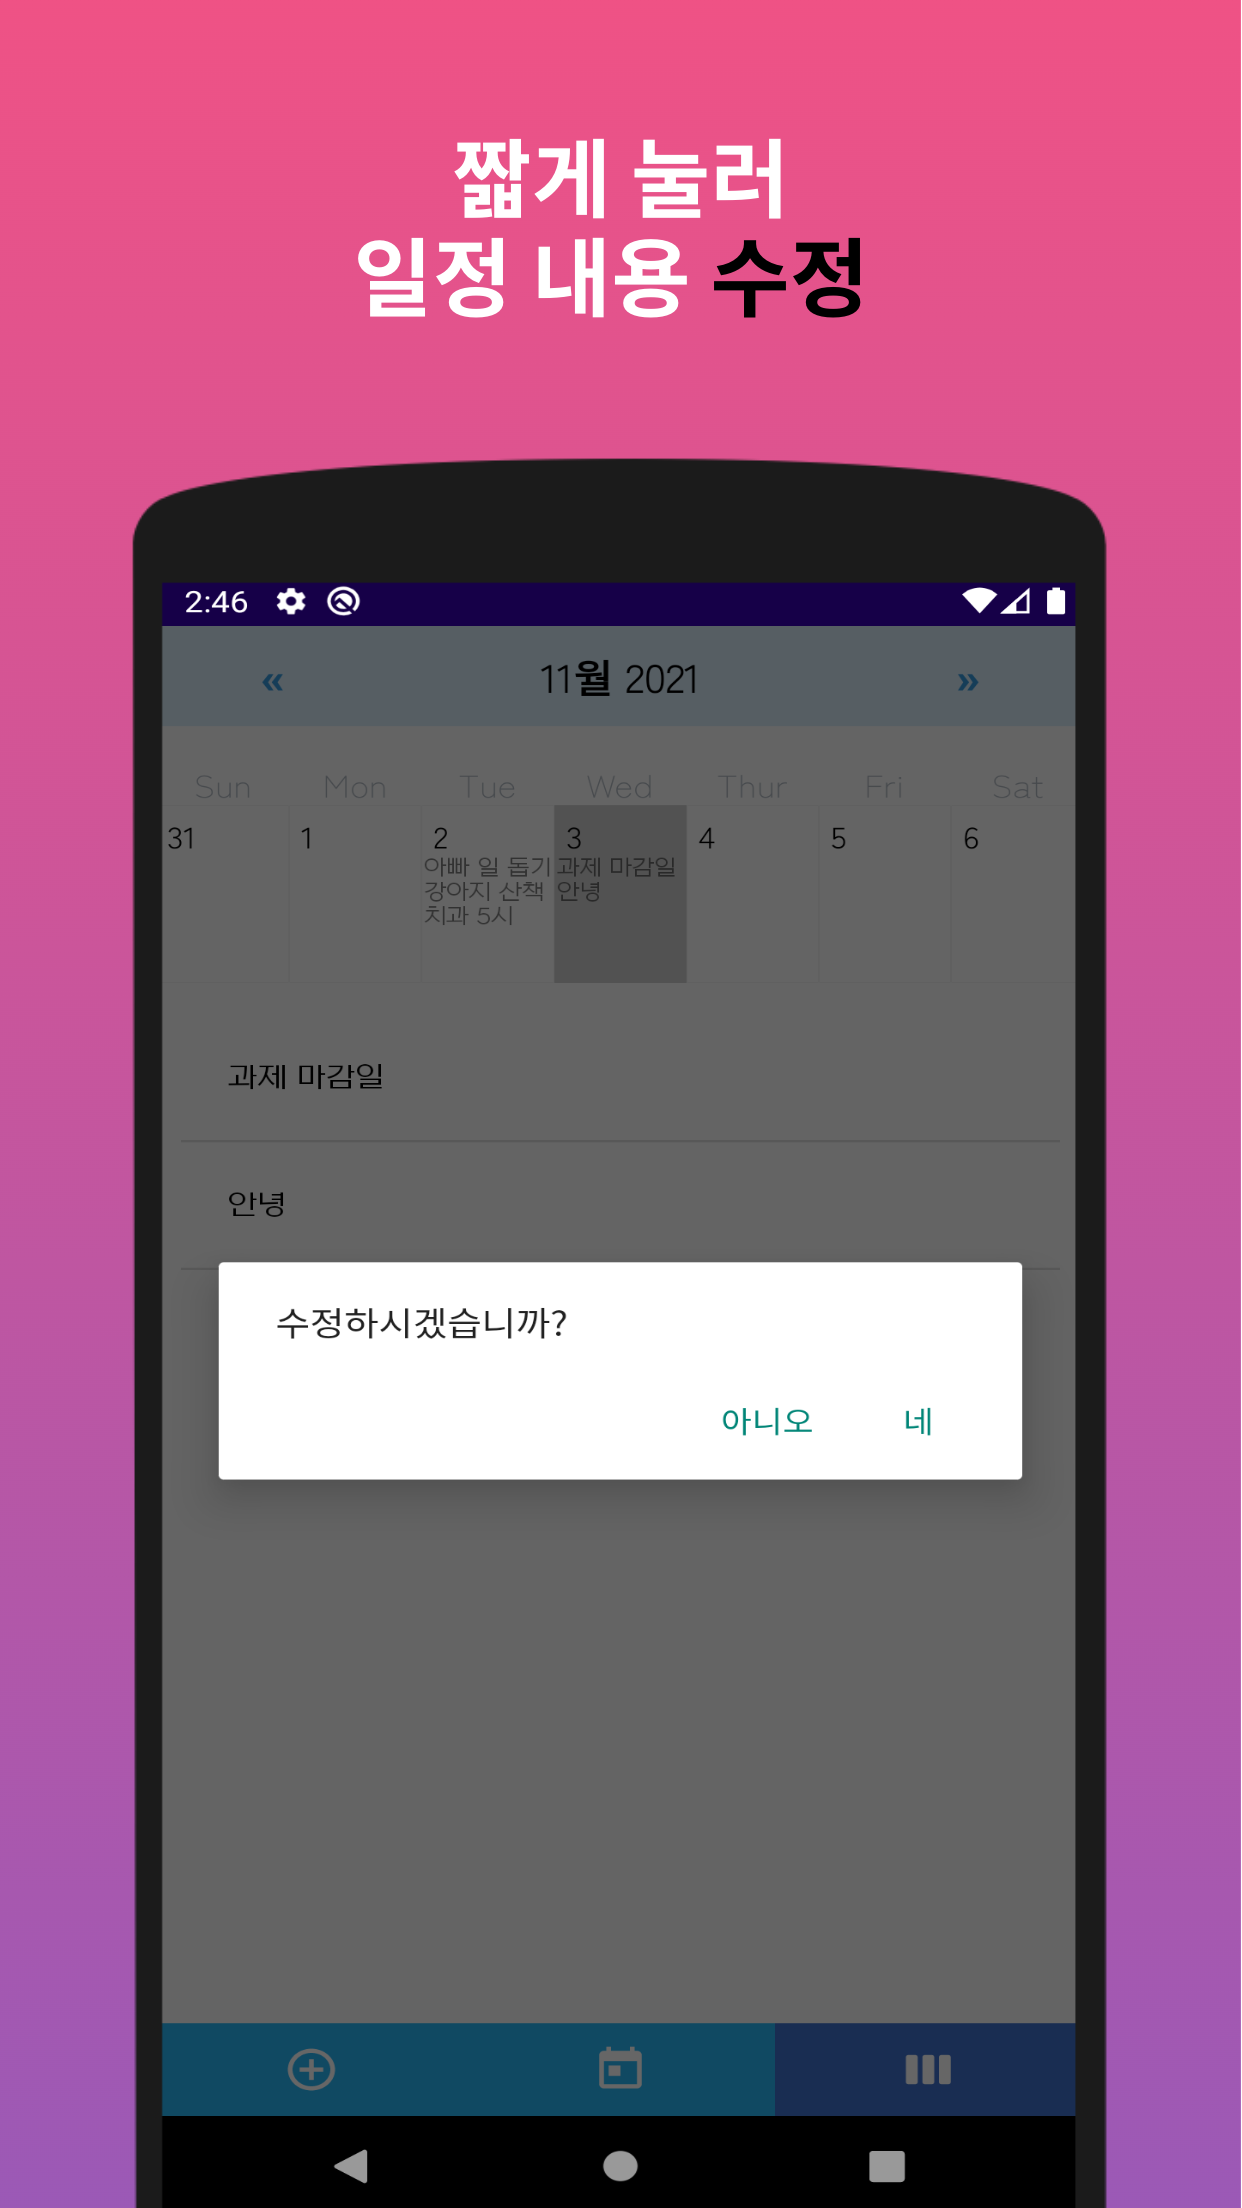 짧게 눌러
일정 내용 수정
2:46
« 11월 2021 »
Sun Mon Tue Wed Thur Fri Sat
31 1 2 3 4 5 6
아빠 일 돕기 과제 마감일
강아지 산책 안녕
치과 5시
과제 마감일
안녕
수정하시겠습니까?
아니오 네